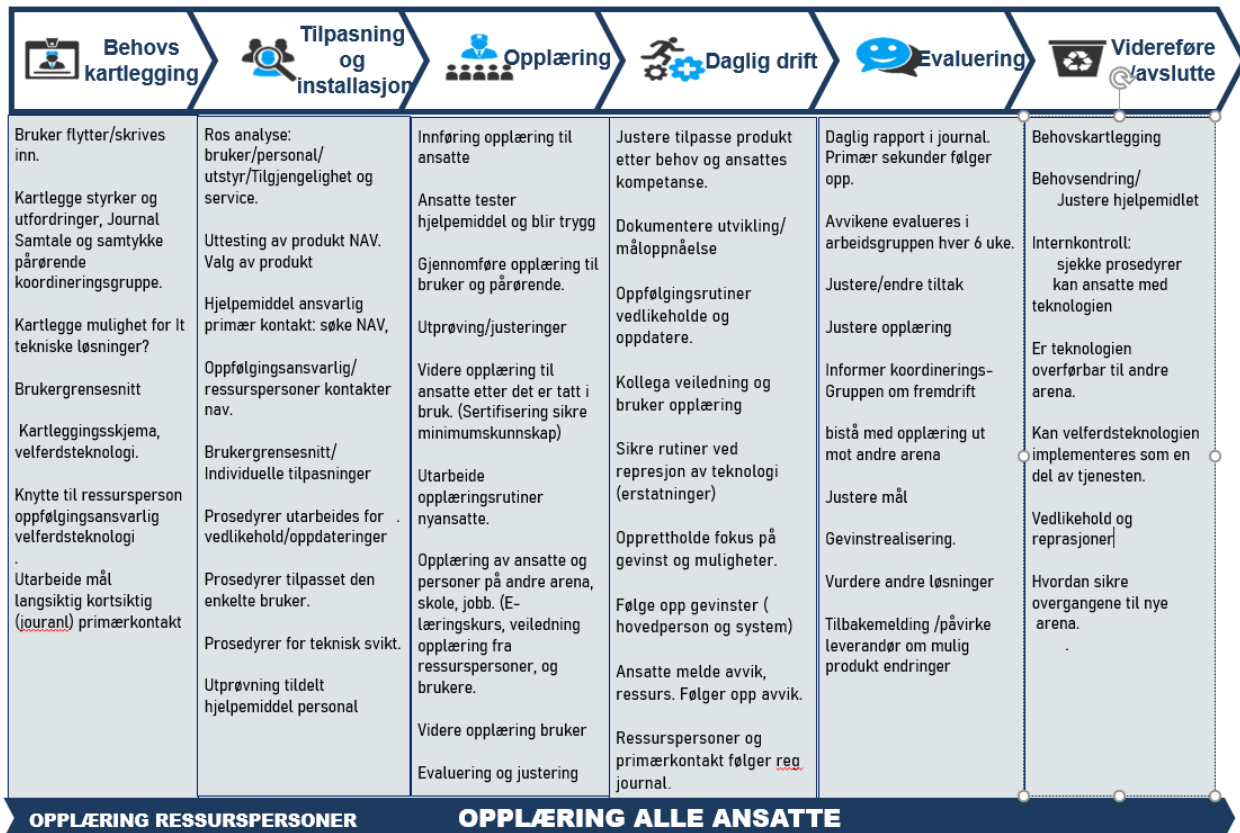 Behovs
kartlegging
Tilpasning
og
installasjon
Opplæring
Daglig drift
Evaluering
Videreføre
/avslutte
Bruker flytter/skrives
inn.
Kartlegge styrker og
utfordringer, Journal
Samtale og samtykke
pårørende
koordineringsgruppe.
Kartlegge mulighet for It
tekniske løsninger?
Brukergrensesnitt
Kartleggingsskjema,
velferdsteknologi.
Knytte til ressursperson
oppfølgingsansvarlig
velferdsteknologi
.
Utarbeide mål
langsiktig kortsiktig
(jouranl) primærkontakt
Ros analyse:
bruker/personal/
utstyr/Tilgjengelighet og
service.
Uttesting av produkt NAV.
Valg av produkt
Hjelpemiddel ansvarlig
primær kontakt: søke NAV,
Oppfølgingsansvarlig/
ressurspersoner kontakter
nav.
Brukergrensesnitt/
Individuelle tilpasninger
Prosedyrer utarbeides for .
vedlikehold/oppdateringer
Prosedyrer tilpasset den
enkelte bruker.
Prosedyrer for teknisk svikt.
Utprøvning tildelt
hjelpemiddel personal
Innføring opplæring til
ansatte
Ansatte tester
hjelpemiddel og blir trygg
Gjennomføre opplæring til
bruker og pårørende.
Utprøving/justeringer
Videre opplæring til
ansatte etter det er tatt i
bruk. (Sertifisering sikre
minimumskunnskap)
Utarbeide
opplæringsrutiner
nyansatte.
Opplæring av ansatte og
personer på andre arena,
skole, jobb. (E-
læringskurs, veiledning
opplæring fra
ressurspersoner, og
brukere.
Videre opplæring bruker
Evaluering og justering
Justere tilpasse produkt
etter behov og ansattes
kompetanse.
Dokumentere utvikling/
måloppnåelse
Oppfølgingsrutiner
vedlikeholde og
oppdatere.
Kollega veiledning og
bruker opplæring
Sikre rutiner ved
represjon av teknologi
(erstatninger)
Opprettholde fokus på
gevinst og muligheter.
Følge opp gevinster (
hovedperson og system)
Ansatte melde avvik,
ressurs. Følger opp avvik.
Ressurspersoner og
primærkontakt følger reg
journal.
Daglig rapport i journal.
Primær sekunder følger
opp.
Avvikene evalueres i
arbeidsgruppen hver 6 uke.
Justere/endre tiltak
Justere opplæring
Informer koordinerings-
Gruppen om fremdrift
bistå med opplæring ut
mot andre arena
Justere mål
Gevinstrealisering.
Vurdere andre løsninger
Tilbakemelding /påvirke
leverandør om mulig
produkt endringer
Behovskartlegging
Behovsendring/
Justere hjelpemidlet
Internkontroll:
sjekke prosedyrer
kan ansatte med
teknologien
Er teknologien
overførbar til andre
arena.
Kan velferdsteknologien
implementeres som en
del av tjenesten.
Vedlikehold og
reprasjoner
Hvordan sikre
overgangene til nye
arena.
.
OPPLÆRING RESSURSPERSONER
OPPLÆRING ALLE ANSATTE